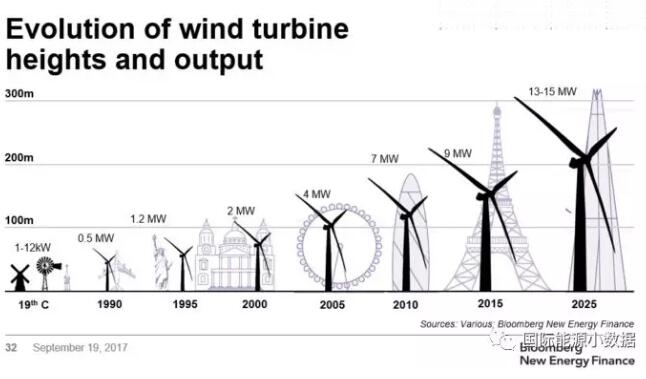 Evolution of wind turbine
heights and output
300m
13-15 MW
200m
7 MW
9 MW
4 MW
2 MW
1.2 MW
100m
0.5 MW
1-12kW
19th C
1990
1995
2000
2005
2010
2015
2025
Sources: Various; Bloomberg New Energy Finance
32 September 19, 2017
国际能源小数据
Bloomberg
New Energy Finance